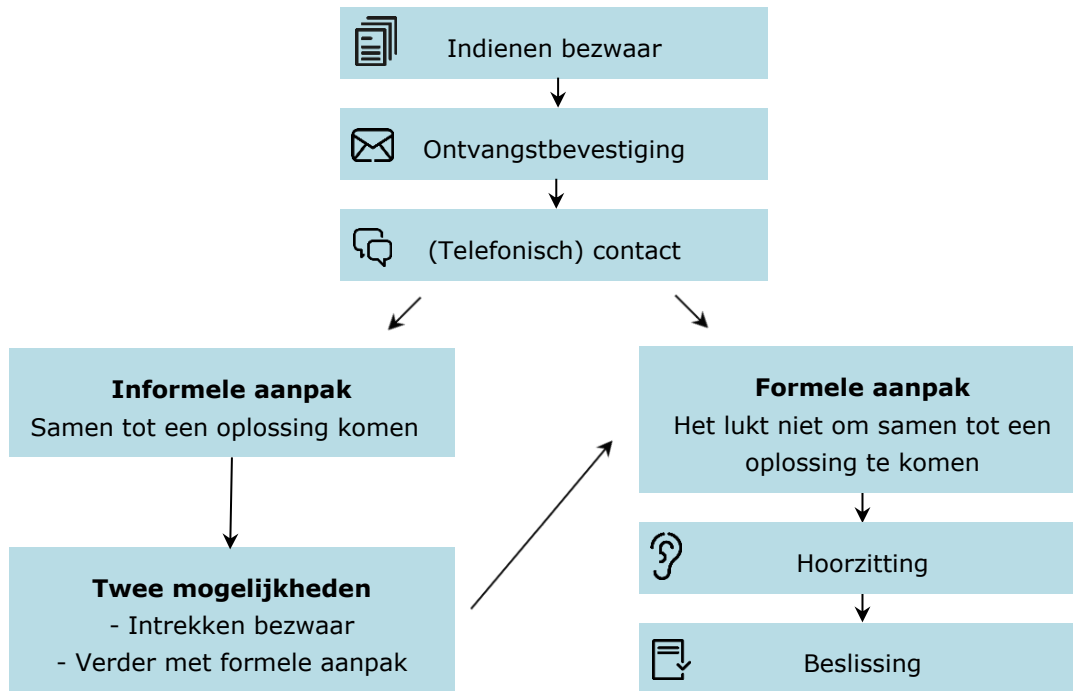 Indienen bezwaar
Ontvangstbevestiging
(Telefonisch) contact
Informele aanpak
Samen tot een oplossing komen
Twee mogelijkheden
- Intrekken bezwaar
- Verder met formele aanpak
Formele aanpak
Het lukt niet om samen tot een
oplossing te komen
Hoorzitting
Beslissing